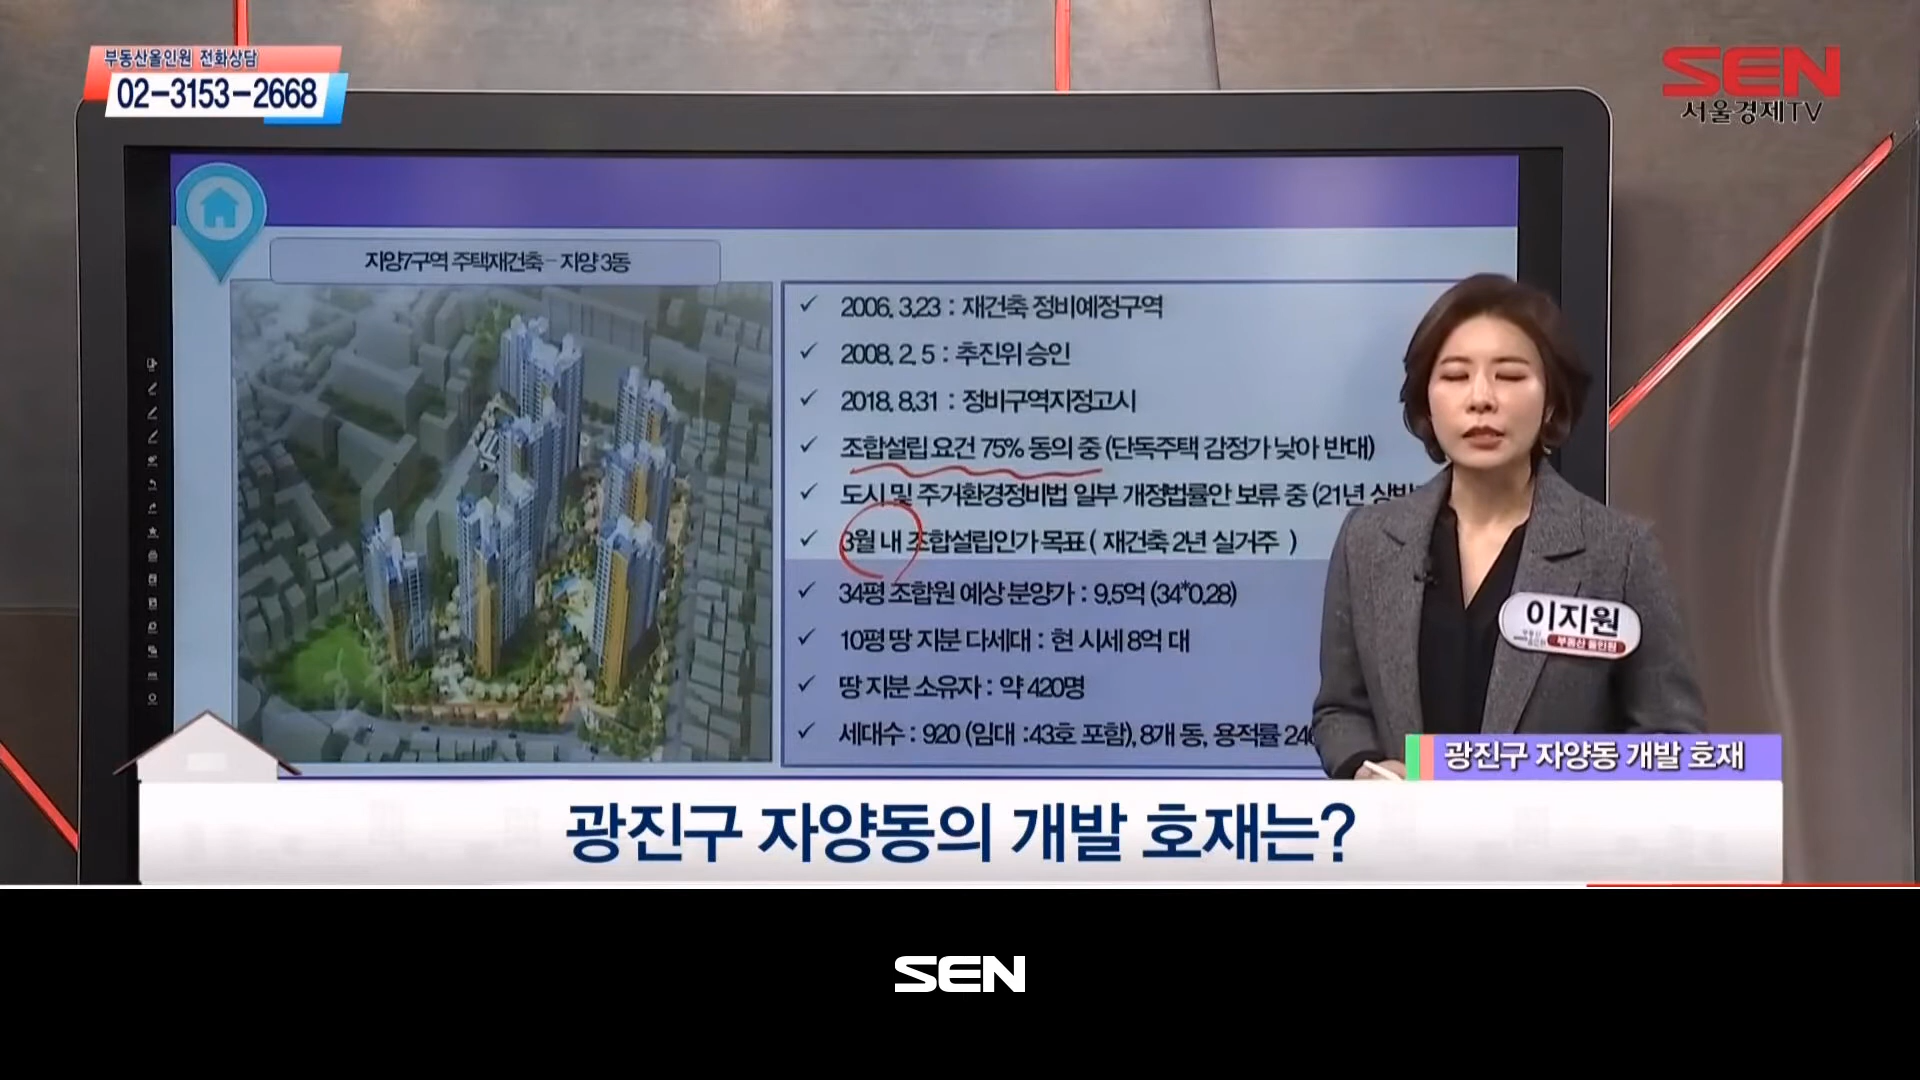 부동산올인원 전화상담
02-3153-2668
SEN
서울경제TV
자양7구역 주택재건축 - 자양3동
2006. 3.23 : 재건축 정비예정구역
2008. 2. 5 : 추진위 승인
2018. 8.31 : 정비구역지정고시
조합설립 요건 75% 동의 중 (단독주택 감정가 낮아 반대)
도시 및 주거환경정비법 일부 개정법률안 보류 중 (21년
3월 내 조합설립인가 목표 ( 재건축 2년 실거주 )
34평 조합원 예상 분양가 : 9.5억 (34*0.28)
10평 땅 지분 다세대 : 현 시세 8억 대
땅 지분 소유자 : 약 420명
세대수 : 920 (임대 :43호 포함), 8개 동, 용적률
이지원
부동산 올인원
광진구 자양동 개발 호재
광진구 자양동의 개발 호재는?
SEN